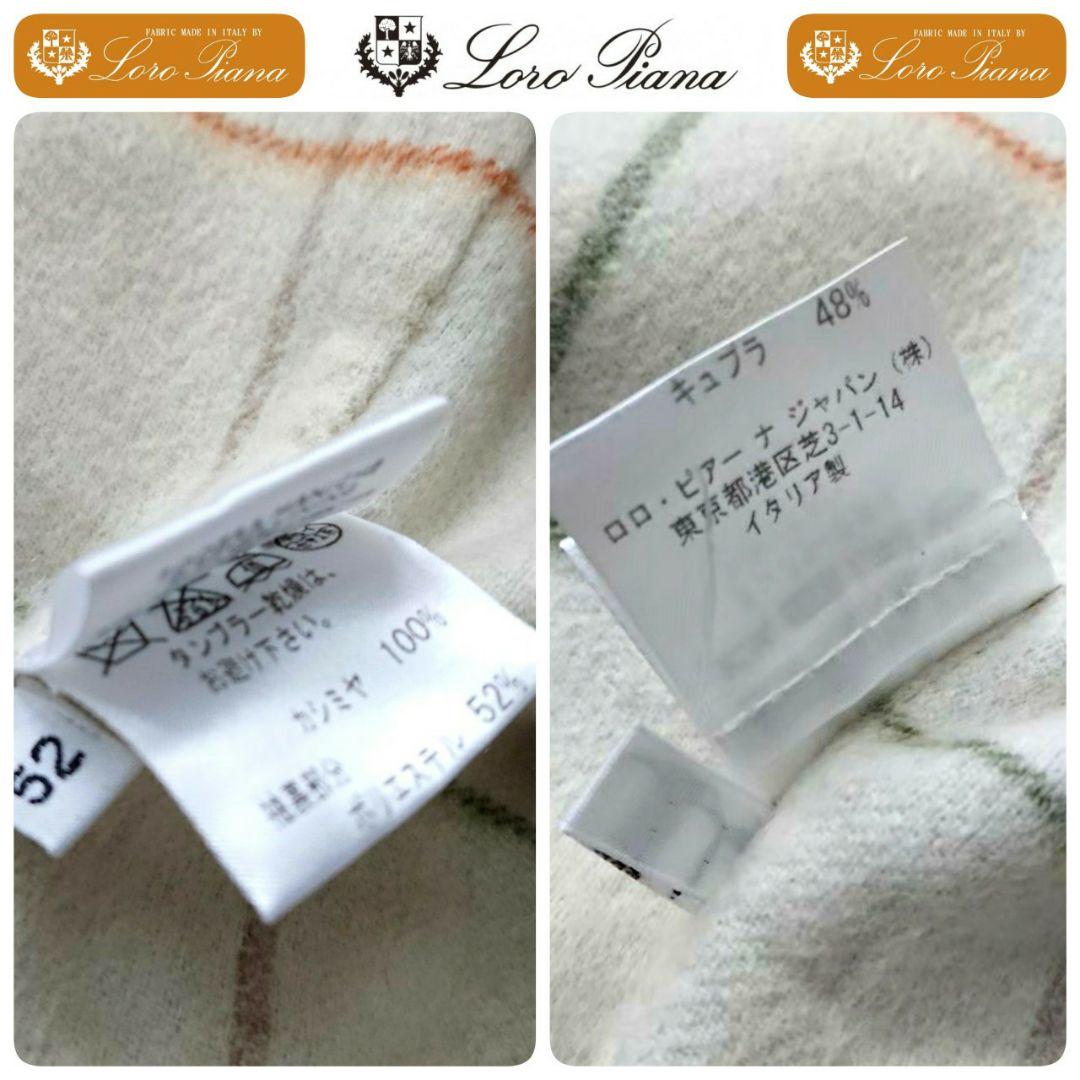 FABRIC MADE IN ITALY BY
Loro Piana
Loro Piana
FABRIC MADE IN ITALY BY
Loro Piana
タンブラー乾燥は、
お避け下さい。
カシミヤ 100%
ポリエステル 52%
52
キュプラ 48%
ロロ・ピアーナ ジャパン (株)
東京都港区芝3-1-14
イタリア製